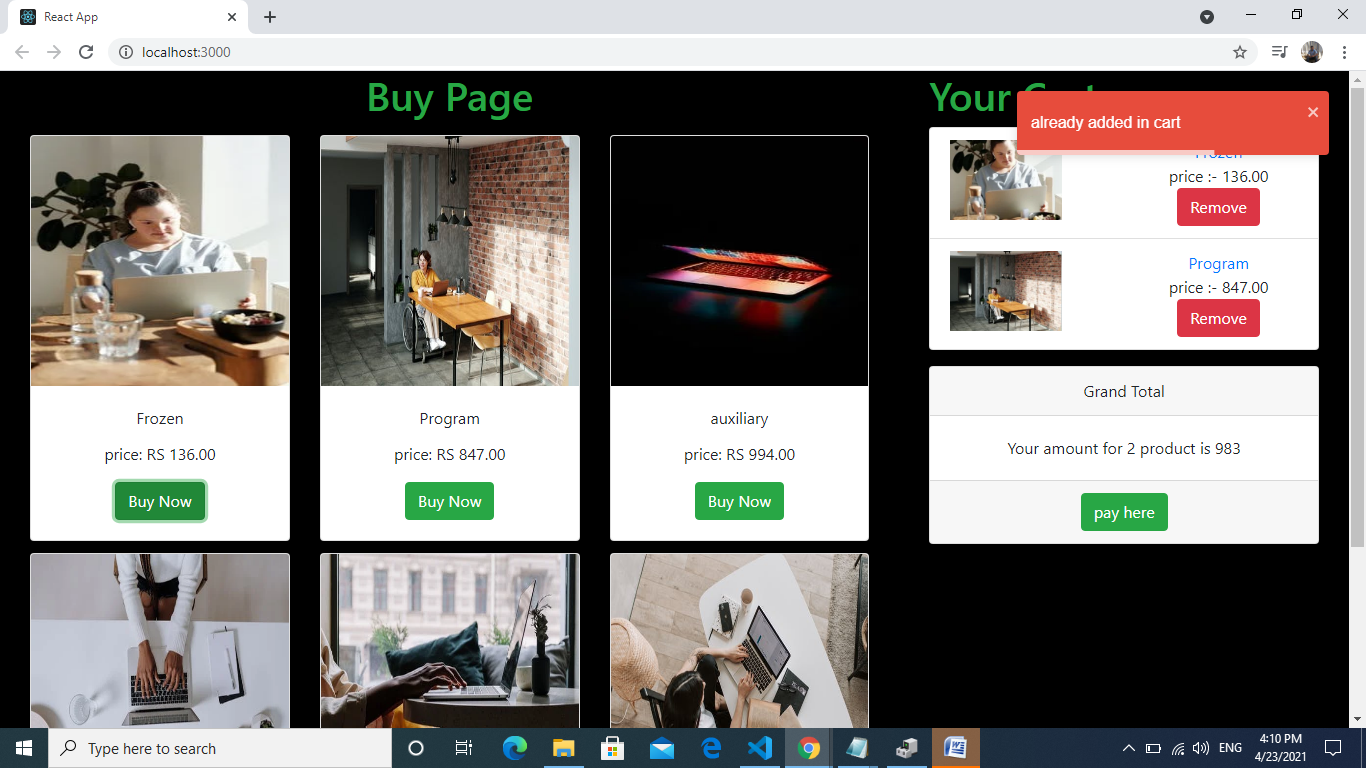 React App
localhost:3000
Buy Page
Your Cart
already added in cart
Frozen
price :- 136.00
Remove
Program
price :- 847.00
Remove
Grand Total
Your amount for 2 product is 983
pay here
Frozen
price: RS 136.00
Buy Now
Program
price: RS 847.00
Buy Now
auxiliary
price: RS 994.00
Buy Now
Type here to search
ENG
4:10 PM
4/23/2021